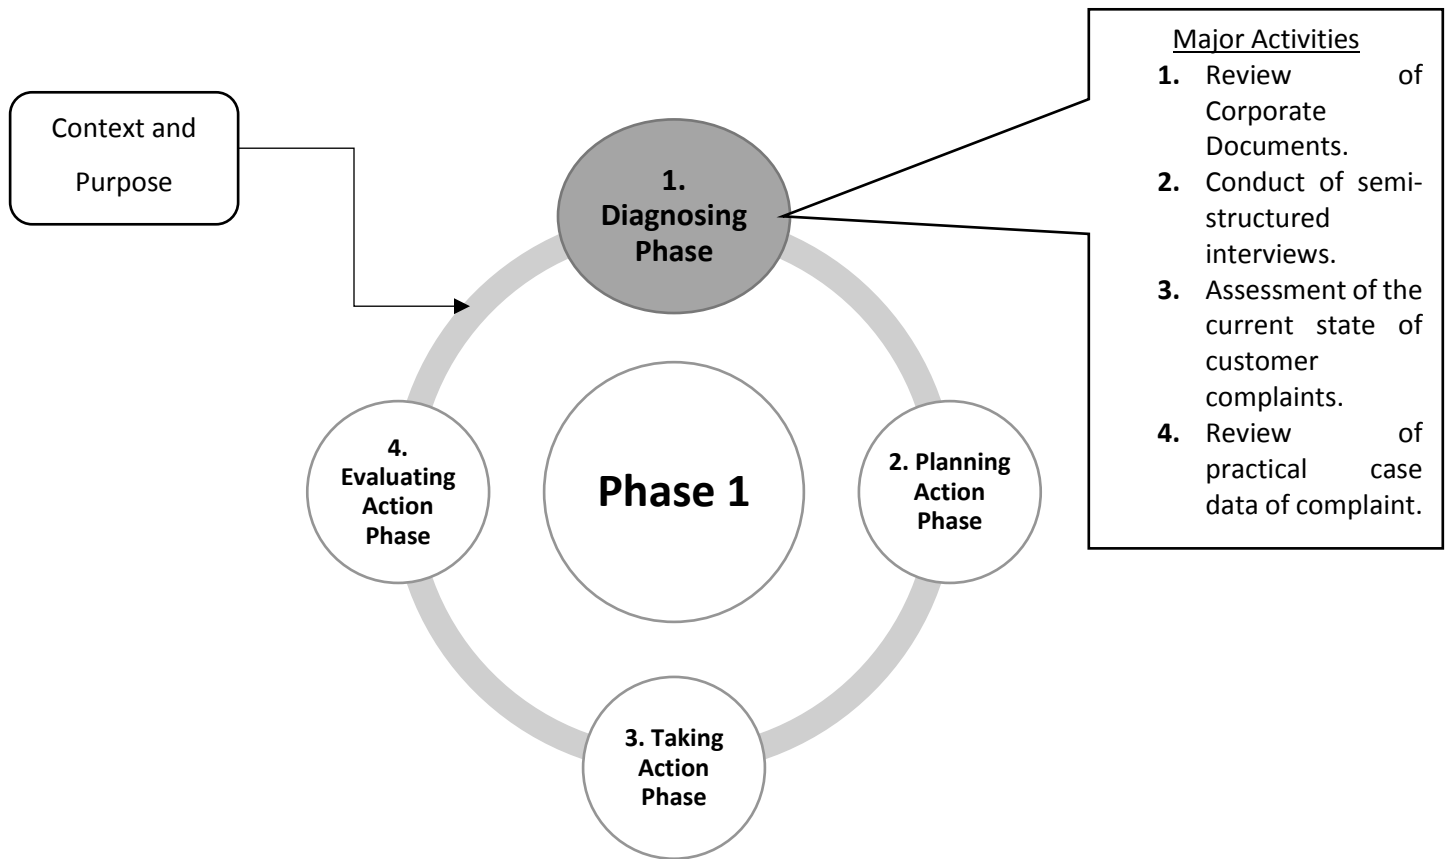 Context and
Purpose
1.
Diagnosing
Phase
Major Activities
1. Review of
Corporate
Documents.
2. Conduct of semi-
structured
interviews.
3. Assessment of the
current state of
customer
complaints.
4. Review of
practical case
data of complaint.
4.
Evaluating
Action
Phase
Phase 1
2. Planning
Action
Phase
3. Taking
Action
Phase